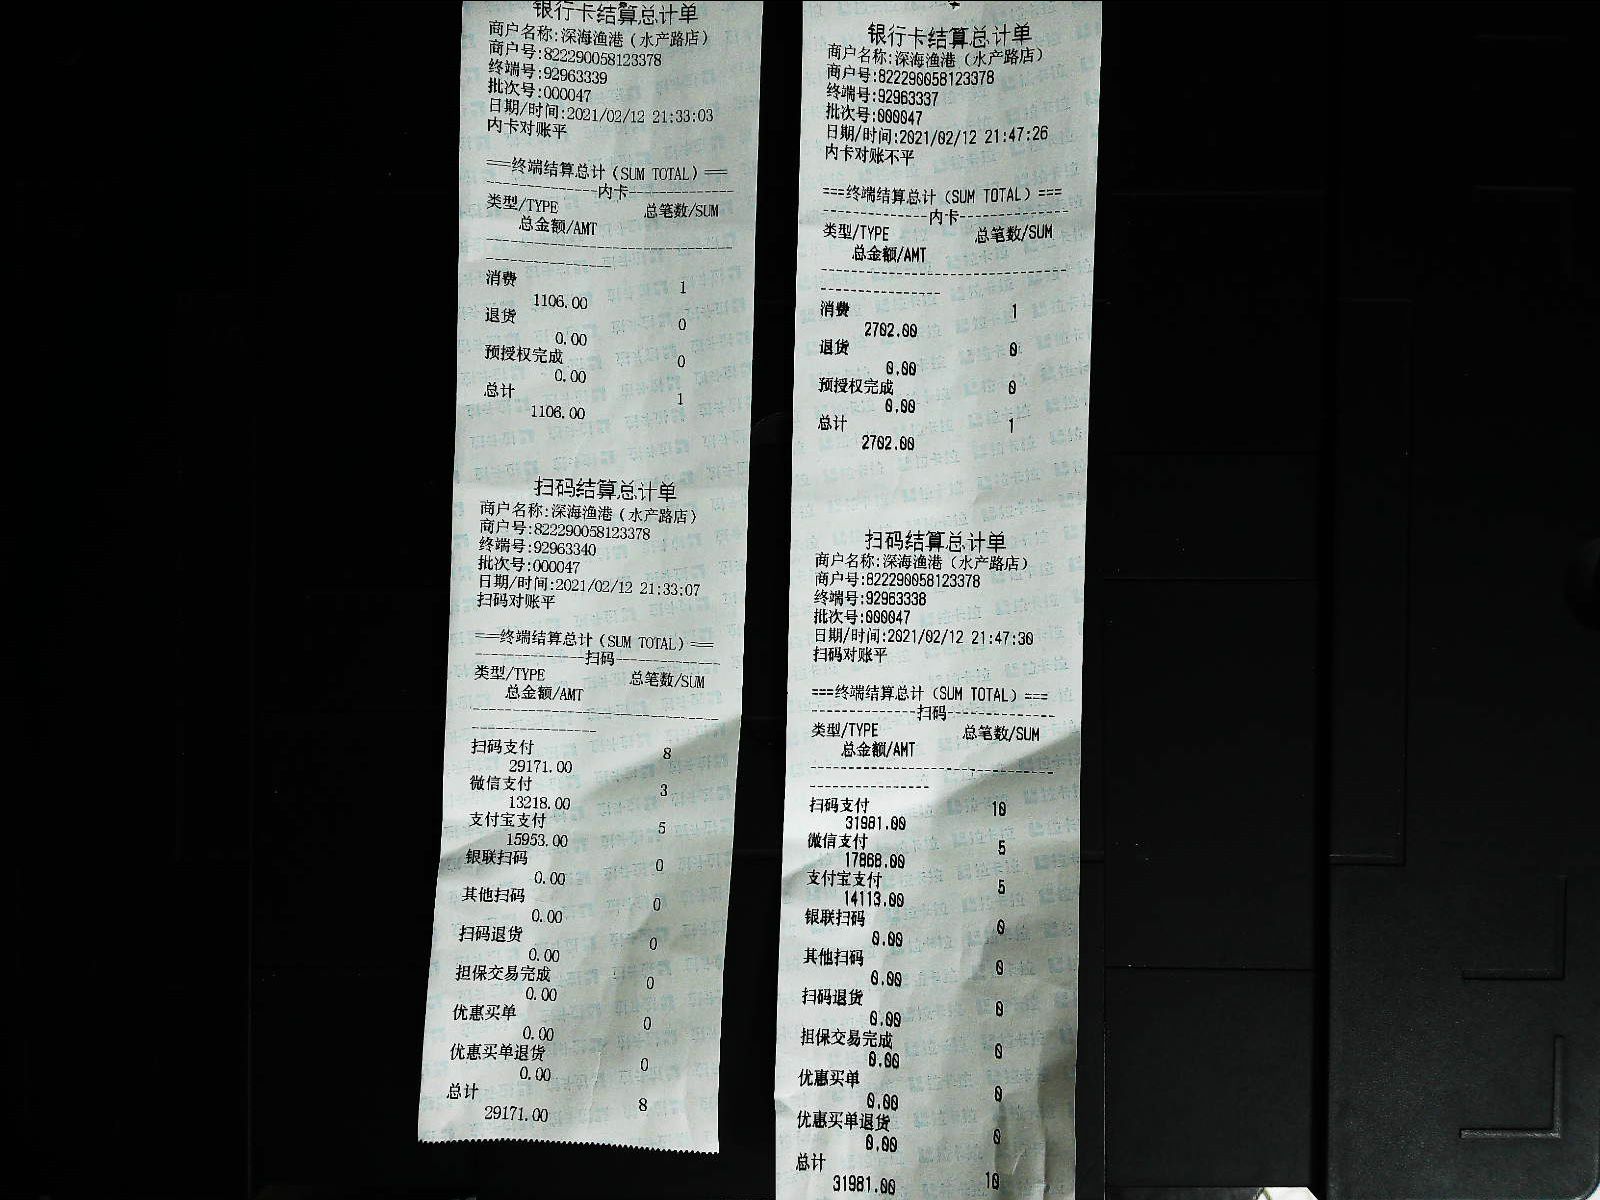 银行卡结算总计单
商户名称:深海渔港（水产路店）
商户号:822290058123378
终端号:92963339
批次号:000047
日期/时间:2021/02/12 21:33:03
内卡对账平
===终端结算总计（SUM TOTAL）===
内卡
类型/TYPE 总笔数/SUM
总金额/AMT
消费 1
1106.00
退货 0
0.00
预授权完成 0
0.00
总计 1
1106.00
扫码结算总计单
商户名称:深海渔港（水产路店）
商户号:822290058123378
终端号:92963340
批次号:000047
日期/时间:2021/02/12 21:33:07
扫码对账平
===终端结算总计（SUM TOTAL）===
扫码
类型/TYPE 总笔数/SUM
总金额/AMT
扫码支付 8
29171.00
微信支付 3
13218.00
支付宝支付 5
15953.00
银联扫码 0
0.00
其他扫码 0
0.00
扫码退货 0
0.00
担保交易完成 0
0.00
优惠买单 0
0.00
优惠买单退货 0
0.00
总计 8
29171.00
银行卡结算总计单
商户名称:深海渔港（水产路店）
商户号:822290058123378
终端号:92963337
批次号:000047
日期/时间:2021/02/12 21:47:26
内卡对账不平
===终端结算总计（SUM TOTAL）===
内卡
类型/TYPE 总笔数/SUM
总金额/AMT
消费 1
2702.00
退货 0
0.00
预授权完成 0
0.00
总计 1
2702.00
扫码结算总计单
商户名称:深海渔港（水产路店）
商户号:822290058123378
终端号:92963338
批次号:000047
日期/时间:2021/02/12 21:47:30
扫码对账平
===终端结算总计（SUM TOTAL）===
扫码
类型/TYPE 总笔数/SUM
总金额/AMT
扫码支付 10
31981.00
微信支付 5
17868.00
支付宝支付 5
14113.00
银联扫码 0
0.00
其他扫码 0
0.00
扫码退货 0
0.00
担保交易完成 0
0.00
优惠买单 0
0.00
优惠买单退货 0
0.00
总计 10
31981.00